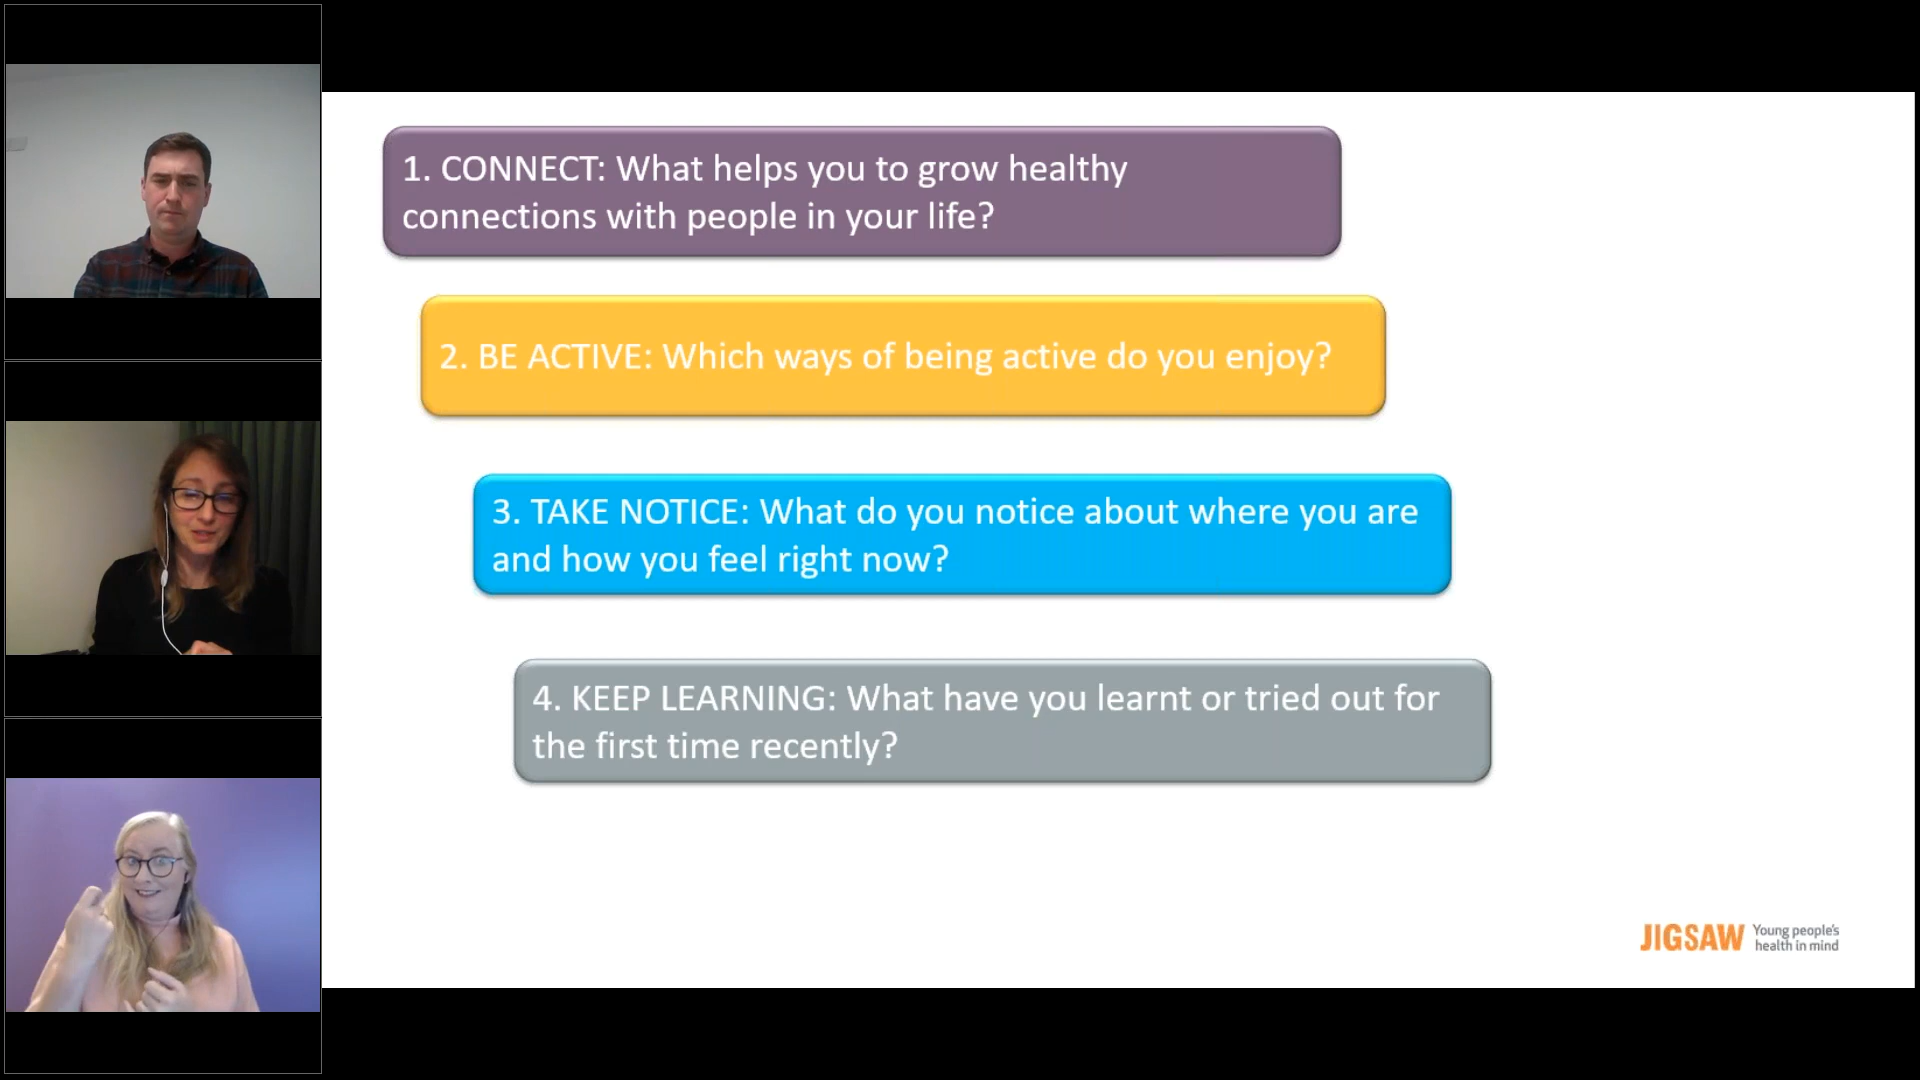 1. CONNECT: What helps you to grow healthy
connections with people in your life?
2. BE ACTIVE: Which ways of being active do you enjoy?
3. TAKE NOTICE: What do you notice about where you are
and how you feel right now?
4. KEEP LEARNING: What have you learnt or tried out for
the first time recently?
JIGSAW Young people's
health in mind